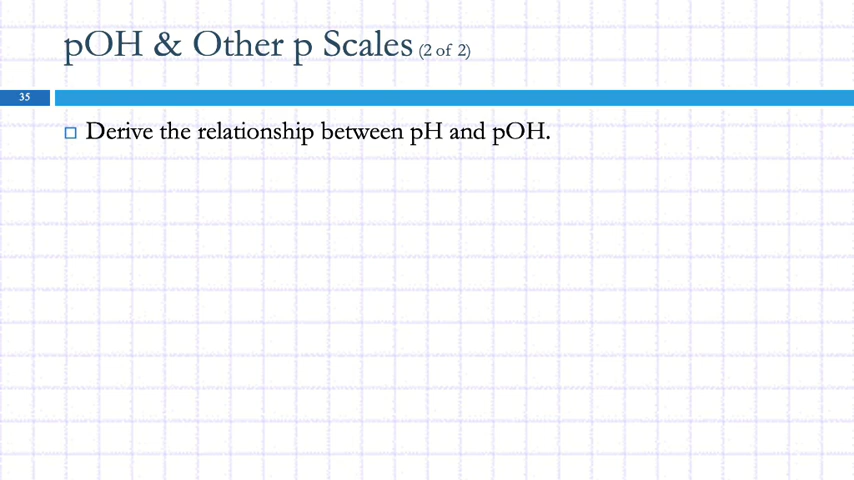 pOH & Other p Scales (2 of 2)
35
Derive the relationship between pH and pOH.